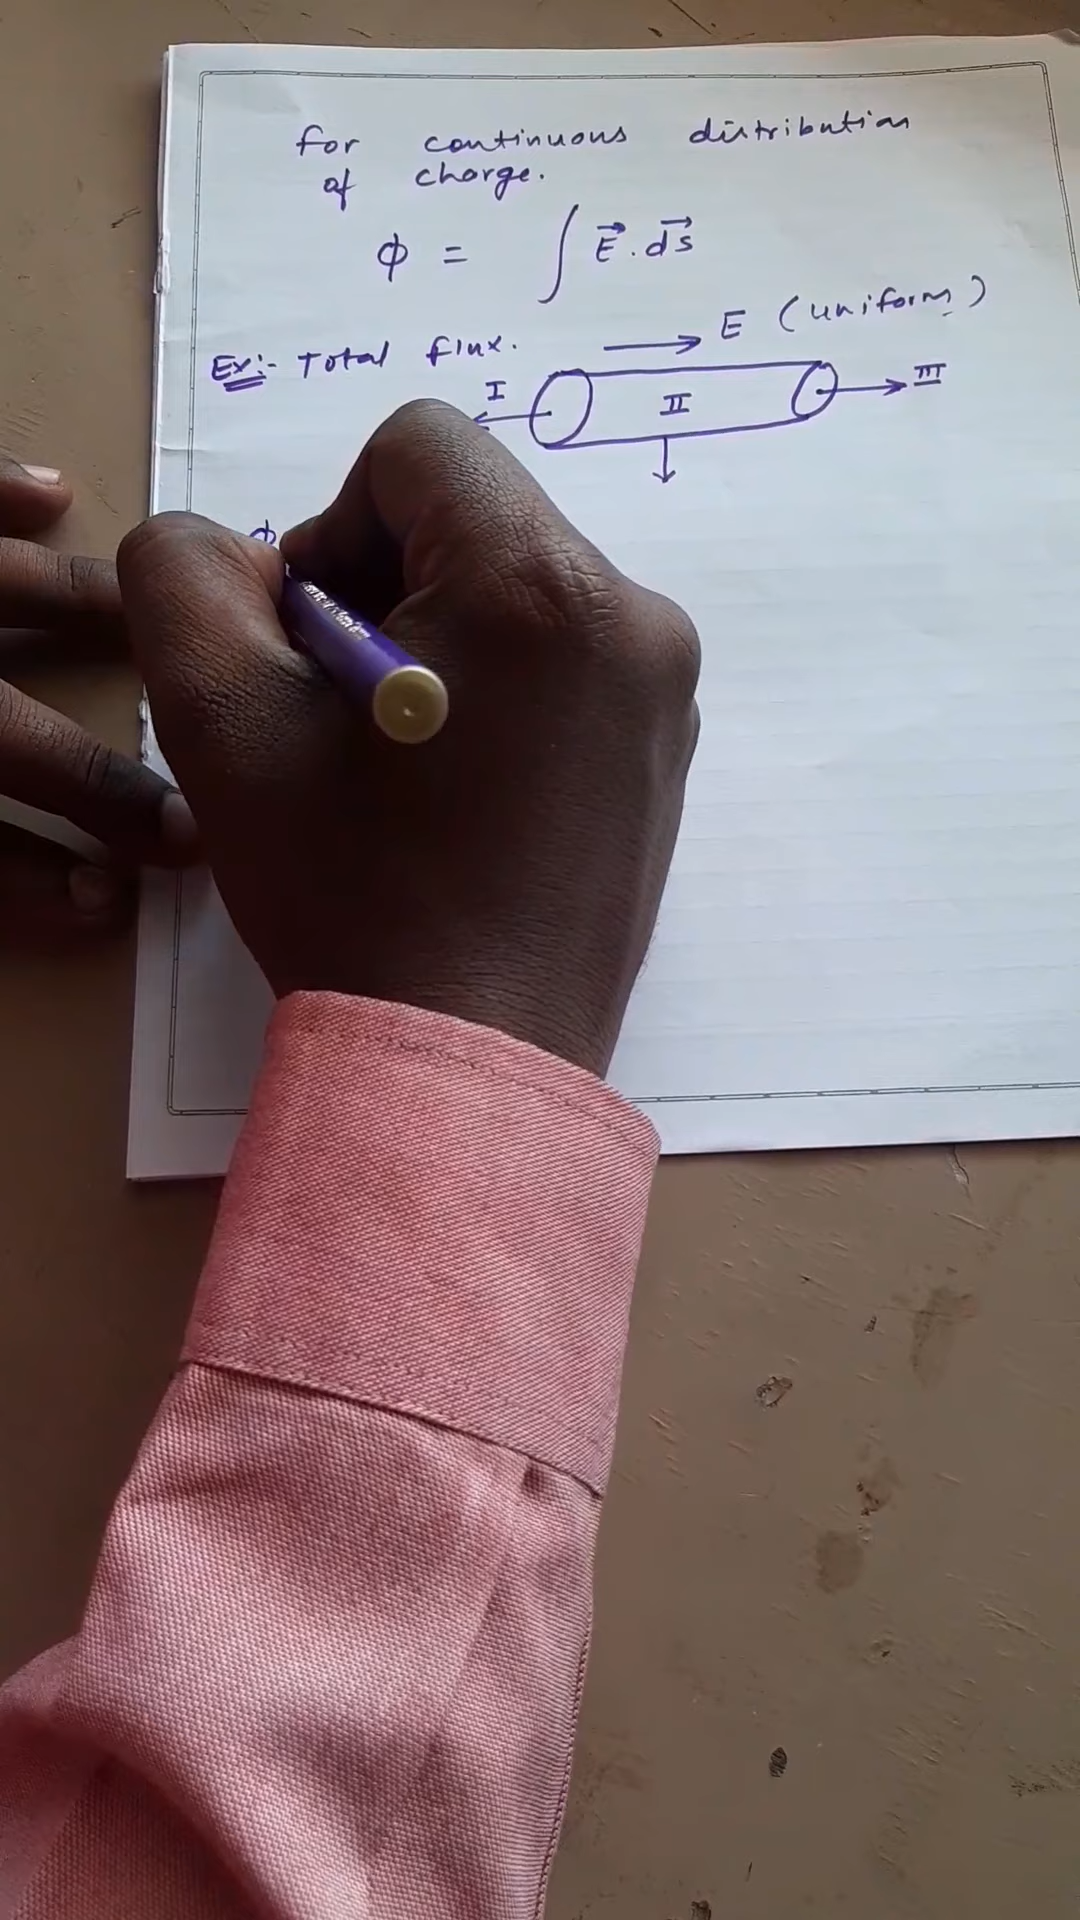 for continuous distribution
of charge.
ϕ = ∫ E⃗ . ds⃗
E (uniform)
Ex:- Total flux.
I II III
ϕ